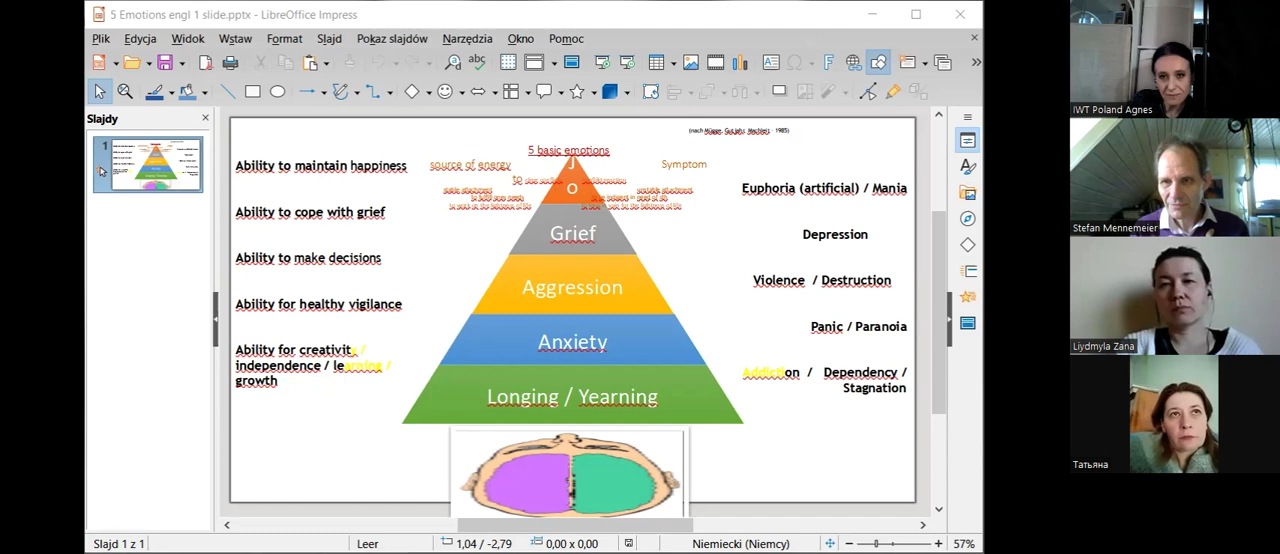 5 Emotions engl 1 slide.pptx - LibreOffice Impress
Plik Edycja Widok Wstaw Format Slajd Pokaz slajdów Narzędzia Okno Pomoc
Slajdy
1
5 basic emotions
Ability to maintain happiness
source of energy
Symptom
J
o
Euphoria (artificial) / Mania
Ability to cope with grief
Grief
Depression
Ability to make decisions
Aggression
Violence / Destruction
Ability for healthy vigilance
Anxiety
Panic / Paranoia
Ability for creativity /
independence / learning /
growth
Longing / Yearning
Addiction / Dependency /
Stagnation
Slajd 1 z 1
Leer
1,04 / -2,79
0,00 x 0,00
Niemiecki (Niemcy)
57%
IWT Poland Agnes
Stefan Mennemeier
Liydmyla Zana
Татьяна